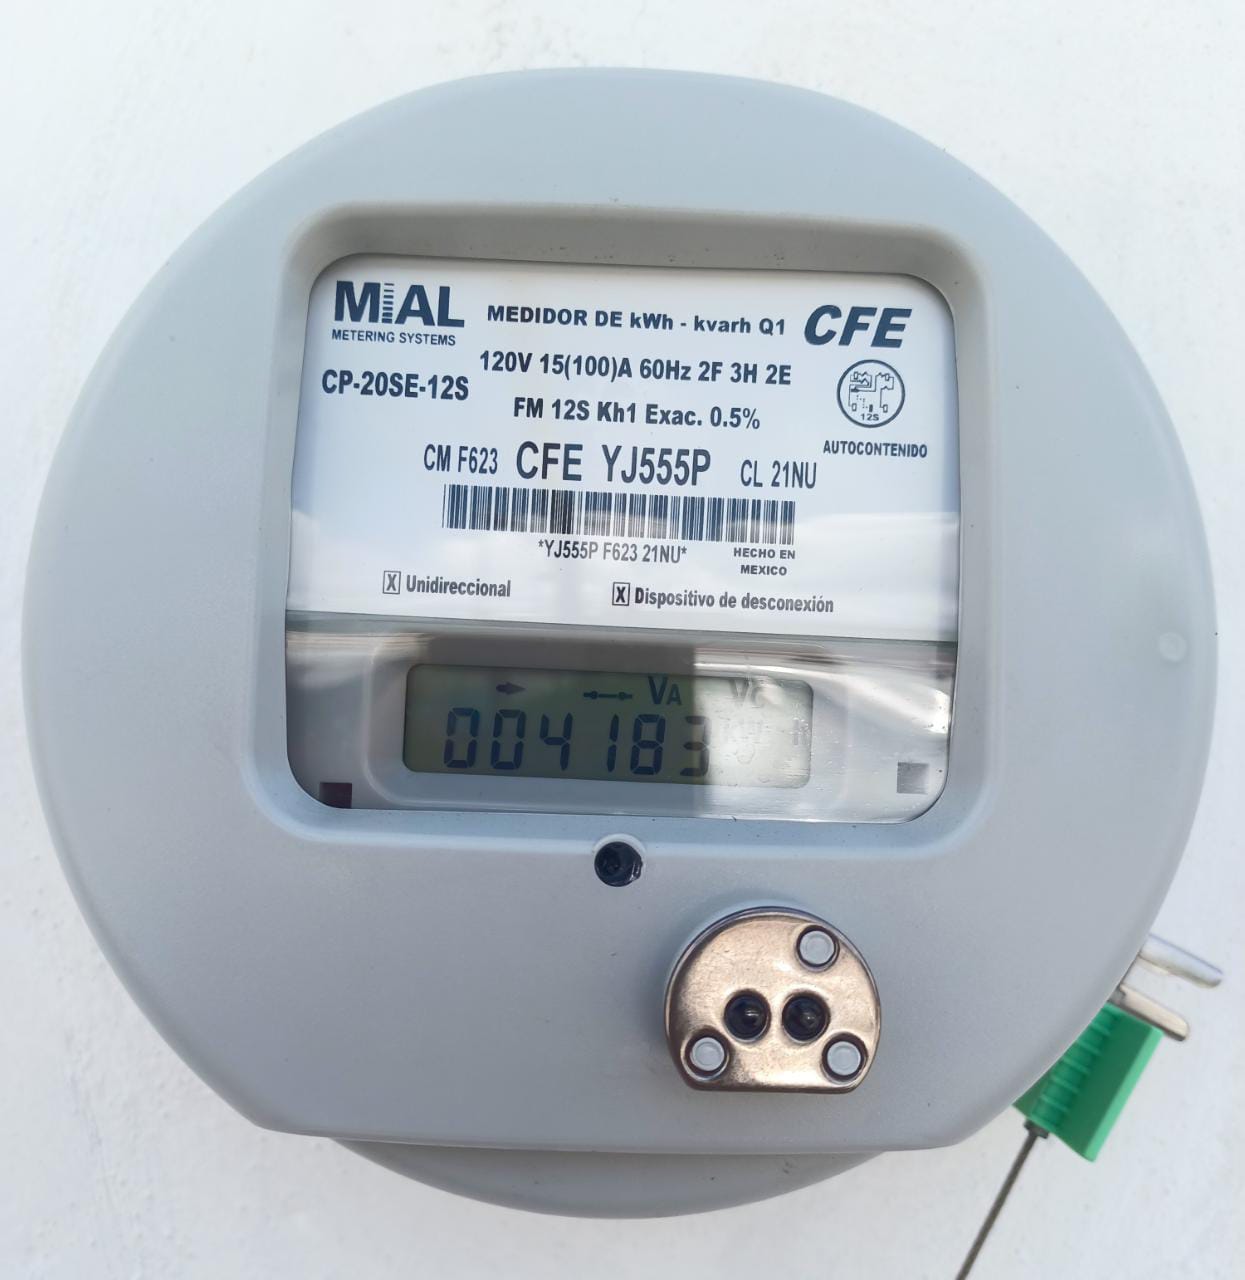 MIAL
METERING SYSTEMS
MEDIDOR DE kWh - kvarh Q1
CFE
120V 15(100)A 60Hz 2F 3H 2E
CP-20SE-12S
FM 12S Kh1 Exac. 0.5%
12S
AUTOCONTENIDO
CM F623 CFE YJ555P CL 21NU
*YJ555P F623 21NU*
HECHO EN
MEXICO
X Unidireccional
X Dispositivo de desconexión
VA VC
004183